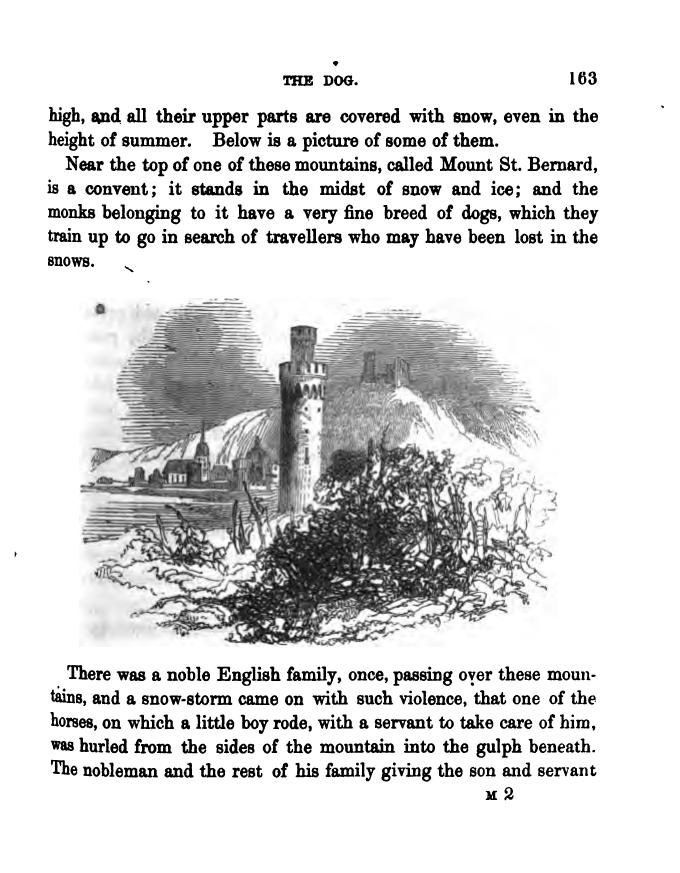 THE DOG. 163
high, and all their upper parts are covered with snow, even in the
height of summer. Below is a picture of some of them.
Near the top of one of these mountains, called Mount St. Bernard,
is a convent; it stands in the midst of snow and ice; and the
monks belonging to it have a very fine breed of dogs, which they
train up to go in search of travellers who may have been lost in the
snows.
There was a noble English family, once, passing over these moun-
tains, and a snow-storm came on with such violence, that one of the
horses, on which a little boy rode, with a servant to take care of him,
was hurled from the sides of the mountain into the gulph beneath.
The nobleman and the rest of his family giving the son and servant
M 2